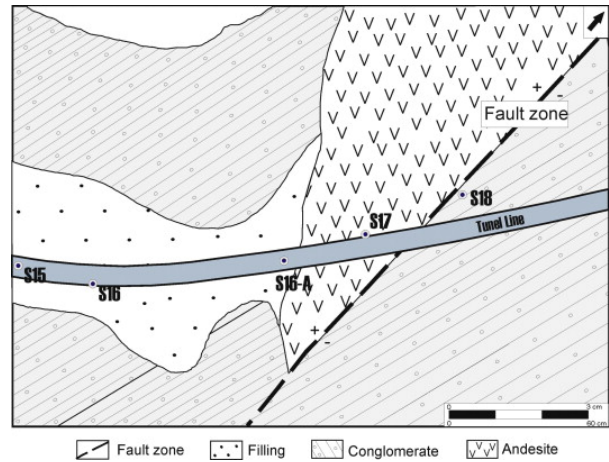 +
-
Fault zone
S18
S17
Tunel Line
S15
S16
S16-A
+
-
0
3 cm
60 cm
Fault zone
Filling
Conglomerate
Andesite